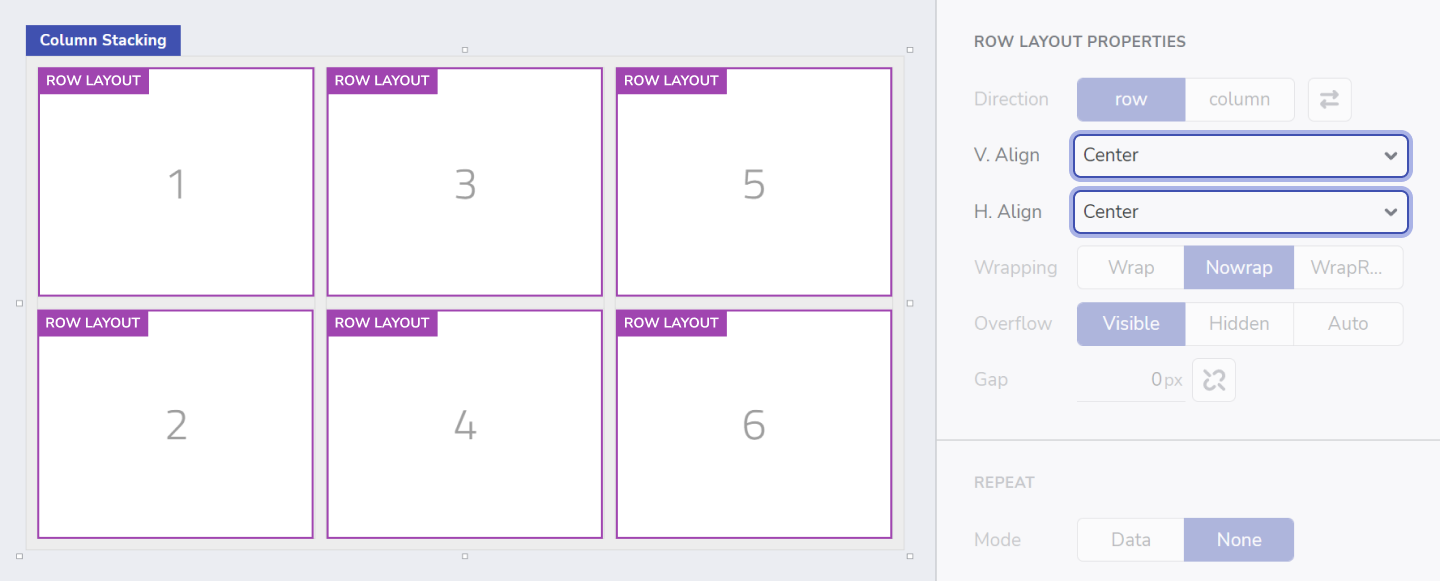 Column Stacking
ROW LAYOUT ROW LAYOUT ROW LAYOUT
1 3 5
ROW LAYOUT ROW LAYOUT ROW LAYOUT
2 4 6
ROW LAYOUT PROPERTIES
Direction row column
V. Align Center
H. Align Center
Wrapping Wrap Nowrap WrapR...
Overflow Visible Hidden Auto
Gap 0px
REPEAT
Mode Data None